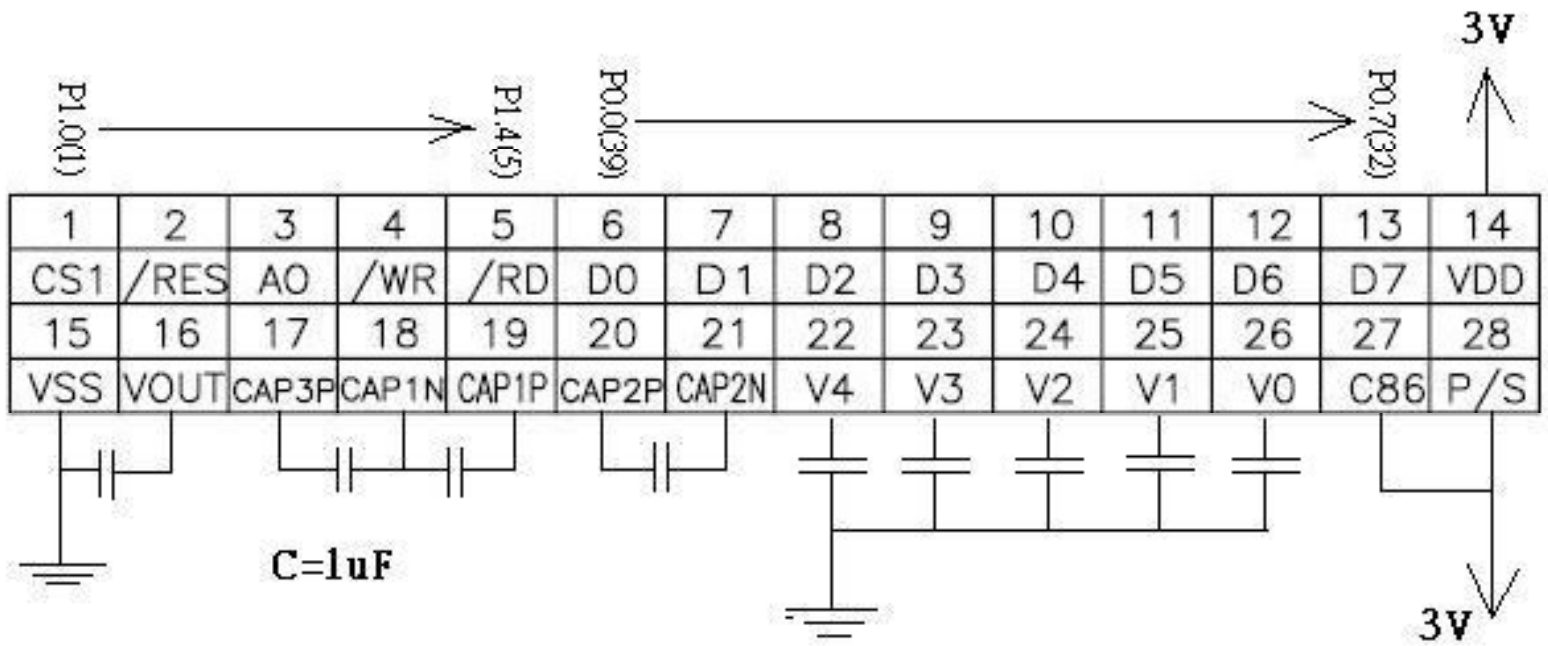 3V
P1.0(1) P1.4(5) P0.0(39) P0.7(32)
1 2 3 4 5 6 7 8 9 10 11 12 13 14
CS1 /RES A0 /WR /RD D0 D1 D2 D3 D4 D5 D6 D7 VDD
15 16 17 18 19 20 21 22 23 24 25 26 27 28
VSS VOUT CAP3P CAP1N CAP1P CAP2P CAP2N V4 V3 V2 V1 V0 C86 P/S
C=1uF
3V